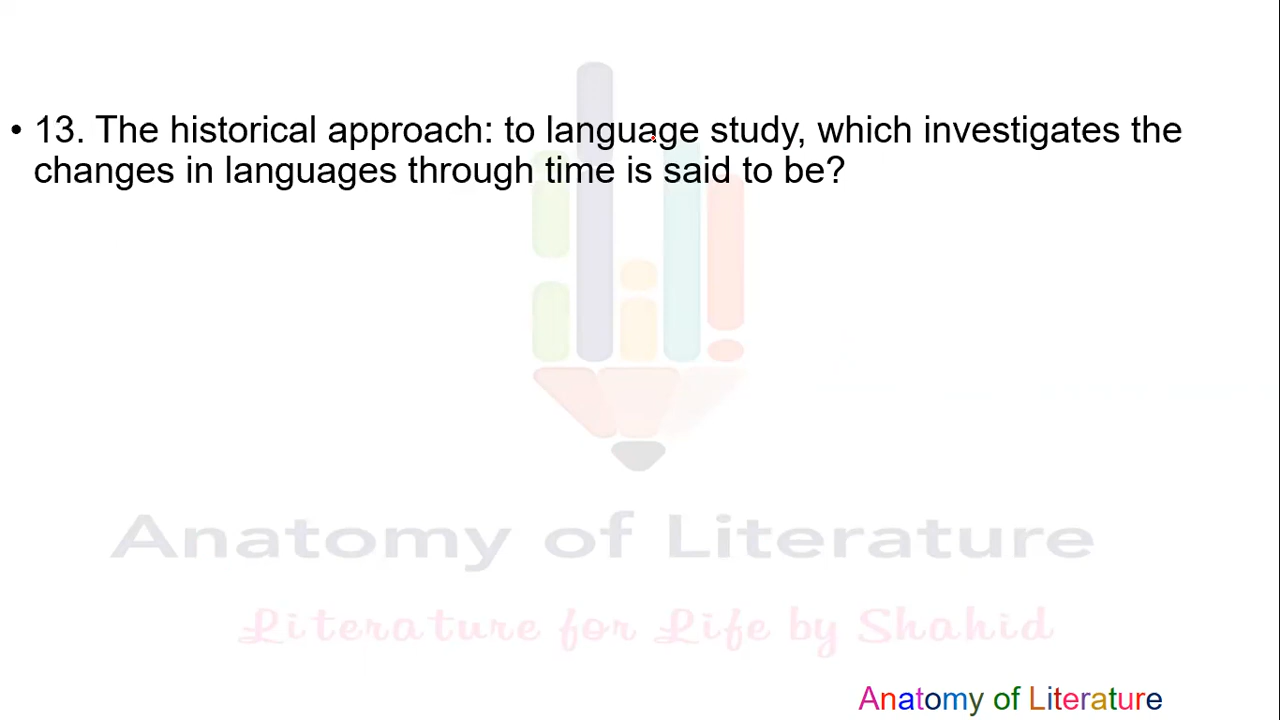 • 13. The historical approach: to language study, which investigates the
changes in languages through time is said to be?
Anatomy of Literature
Literature for Life by Shahid
Anatomy of Literature